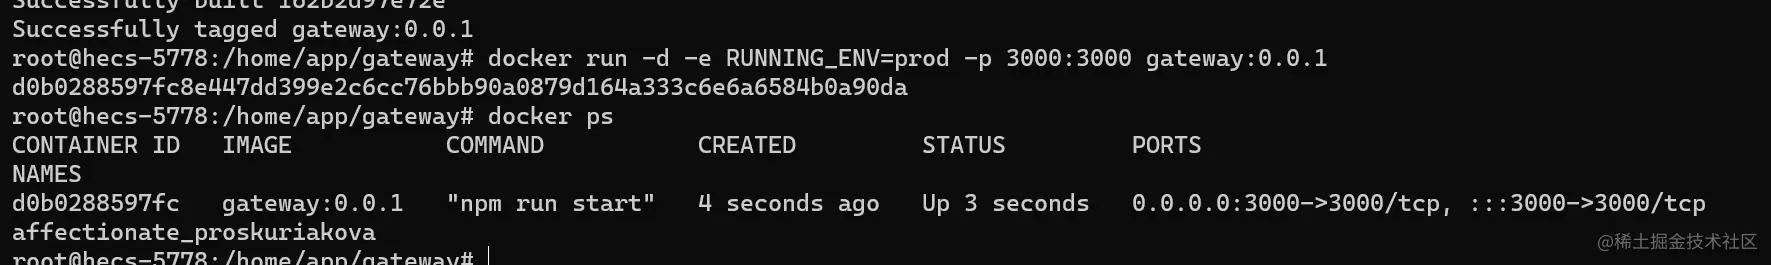 Successfully built 162b2d97e72e
Successfully tagged gateway:0.0.1
root@hecs-5778:/home/app/gateway# docker run -d -e RUNNING_ENV=prod -p 3000:3000 gateway:0.0.1
d0b0288597fc8e447dd399e2c6cc76bbb90a0879d164a333c6e6a6584b0a90da
root@hecs-5778:/home/app/gateway# docker ps
CONTAINER ID   IMAGE           COMMAND           CREATED         STATUS         PORTS
NAMES
d0b0288597fc   gateway:0.0.1   "npm run start"   4 seconds ago   Up 3 seconds   0.0.0.0:3000->3000/tcp, :::3000->3000/tcp
affectionate_proskuriakova
root@hecs-5778:/home/app/gateway#
@稀土掘金技术社区